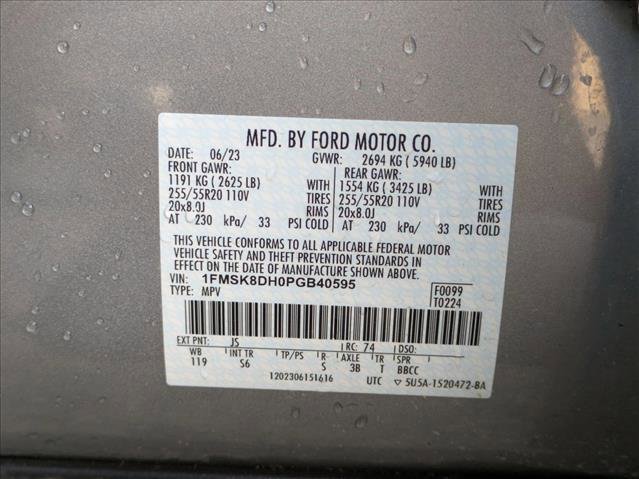 MFD. BY FORD MOTOR CO.
DATE: 06/23 GVWR: 2694 KG ( 5940 LB)
FRONT GAWR: REAR GAWR:
1191 KG ( 2625 LB) WITH 1554 KG ( 3425 LB) WITH
255/55R20 110V TIRES 255/55R20 110V TIRES
20x8.0J RIMS 20x8.0J RIMS
AT 230 kPa/ 33 PSI COLD AT 230 kPa/ 33 PSI COLD
THIS VEHICLE CONFORMS TO ALL APPLICABLE FEDERAL MOTOR
VEHICLE SAFETY AND THEFT PREVENTION STANDARDS IN
EFFECT ON THE DATE OF MANUFACTURE SHOWN ABOVE.
VIN: 1FMSK8DH0PGB40595 F0099
TYPE: MPV T0224
EXT PNT: JS RC: 74 DSO:
WB INT TR TP/PS R AXLE TR SPR
119 S6 S 3B T BBCC
1202306151616 UTC ▽ 5U5A-1520472-BA